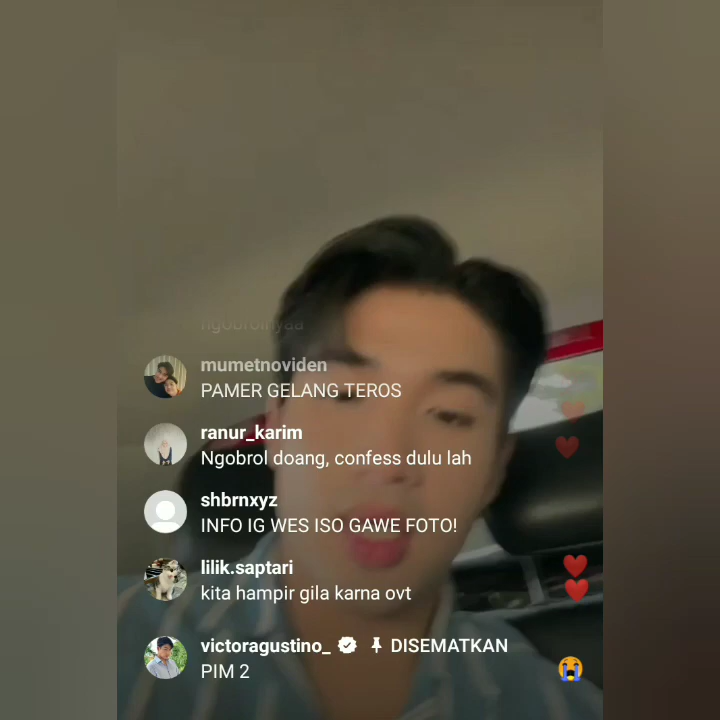 mumetnoviden
PAMER GELANG TEROS
ranur_karim
Ngobrol doang, confess dulu lah
shbrnxyz
INFO IG WES ISO GAWE FOTO!
lilik.saptari
kita hampir gila karna ovt
victoragustino_ DISEMATKAN
PIM 2